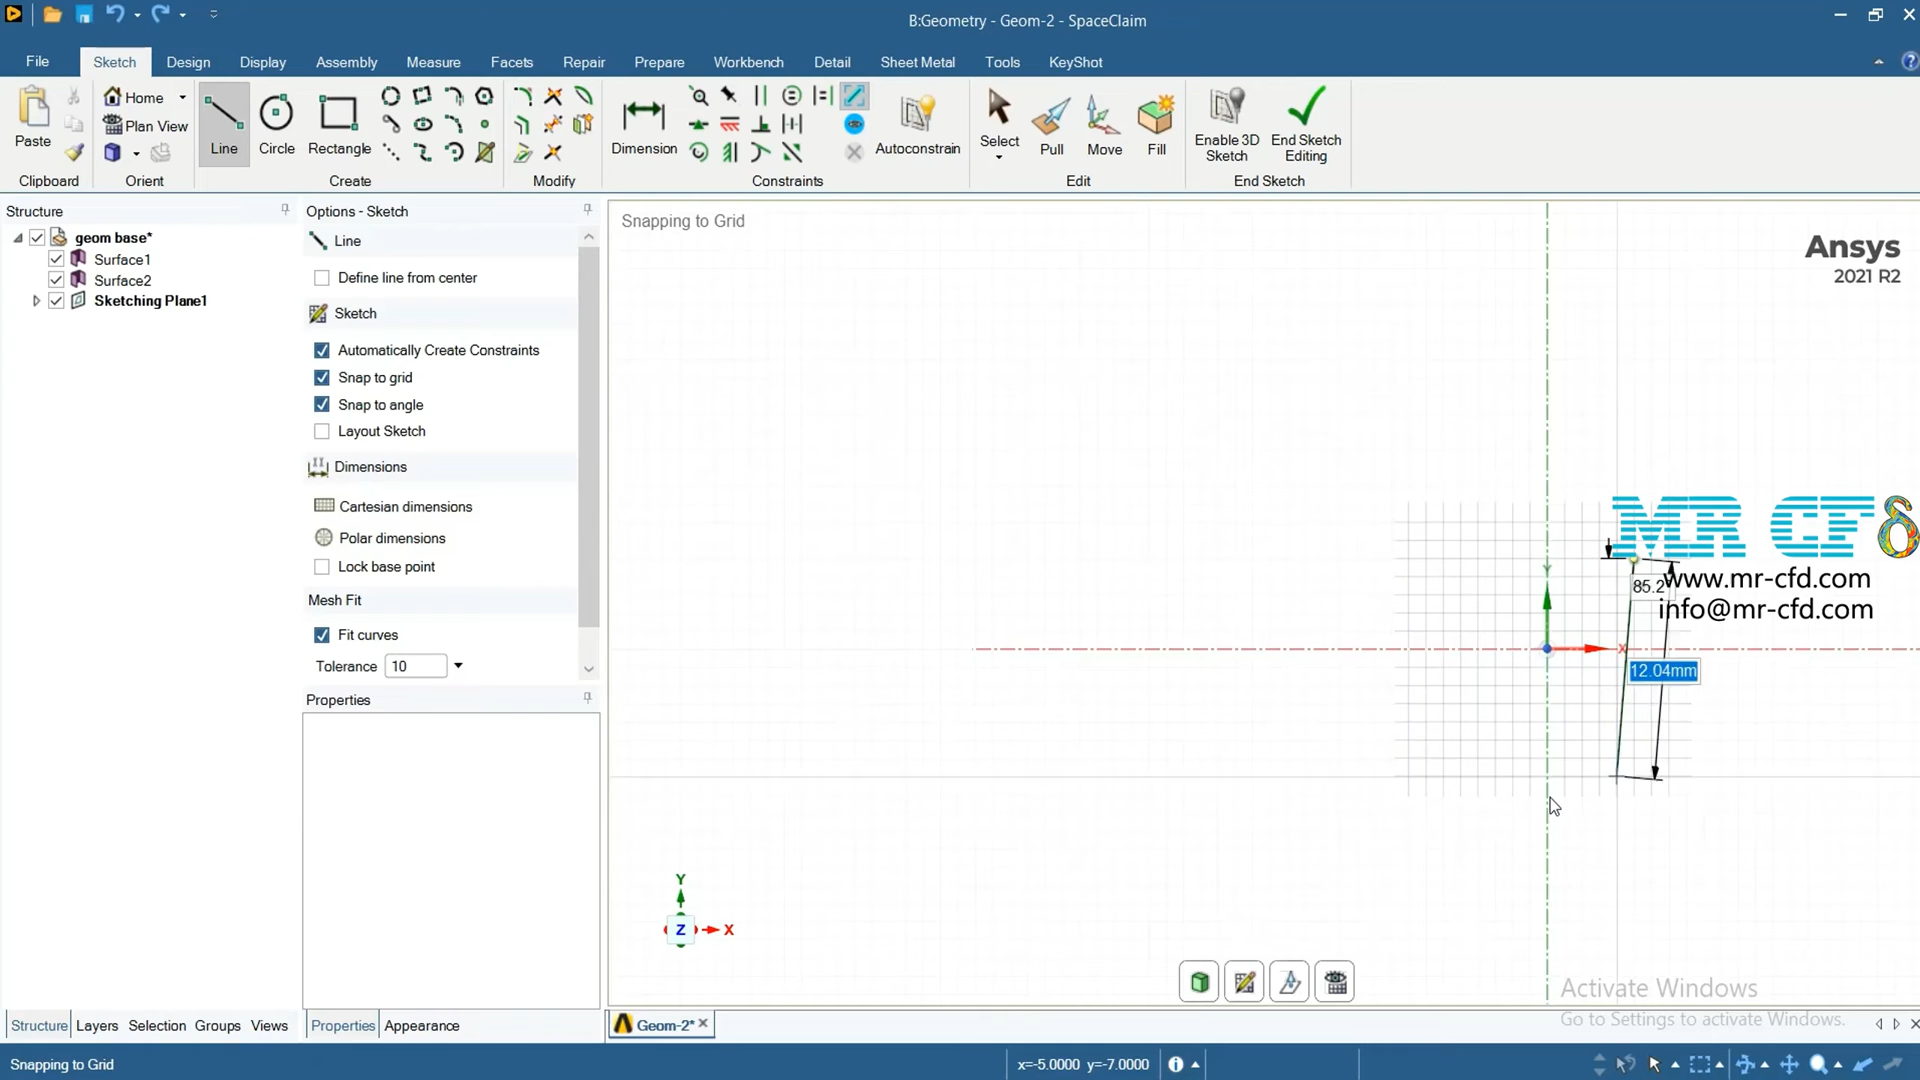 B:Geometry - Geom-2 - SpaceClaim
File
Sketch
Design
Display
Assembly
Measure
Facets
Repair
Prepare
Workbench
Detail
Sheet Metal
Tools
KeyShot
Paste
Home
Plan View
Line
Circle
Rectangle
Dimension
Autoconstrain
Select
Pull
Move
Fill
Enable 3D
Sketch
End Sketch
Editing
Clipboard
Orient
Create
Modify
Constraints
Edit
End Sketch
Structure
geom base*
Surface1
Surface2
Sketching Plane1
Options - Sketch
Line
Define line from center
Sketch
Automatically Create Constraints
Snap to grid
Snap to angle
Layout Sketch
Dimensions
Cartesian dimensions
Polar dimensions
Lock base point
Mesh Fit
Fit curves
Tolerance 10
Properties
Snapping to Grid
Ansys
2021 R2
MR CFδ
www.mr-cfd.com
info@mr-cfd.com
85.2
12.04mm
Y
X
Y
Z
X
Activate Windows
Go to Settings to activate Windows.
Structure
Layers
Selection
Groups
Views
Properties
Appearance
Geom-2*
Snapping to Grid
x=-5.0000 y=-7.0000